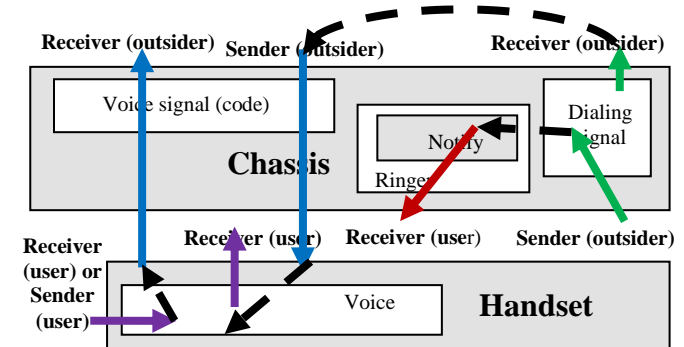 Receiver (outsider) Sender (outsider) Receiver (outsider)
Voice signal (code)
Dialing
signal
Notify
Chassis
Ringer
Receiver (user) Receiver (user) Sender (outsider)
Receiver
(user) or
Sender
(user)
Voice
Handset